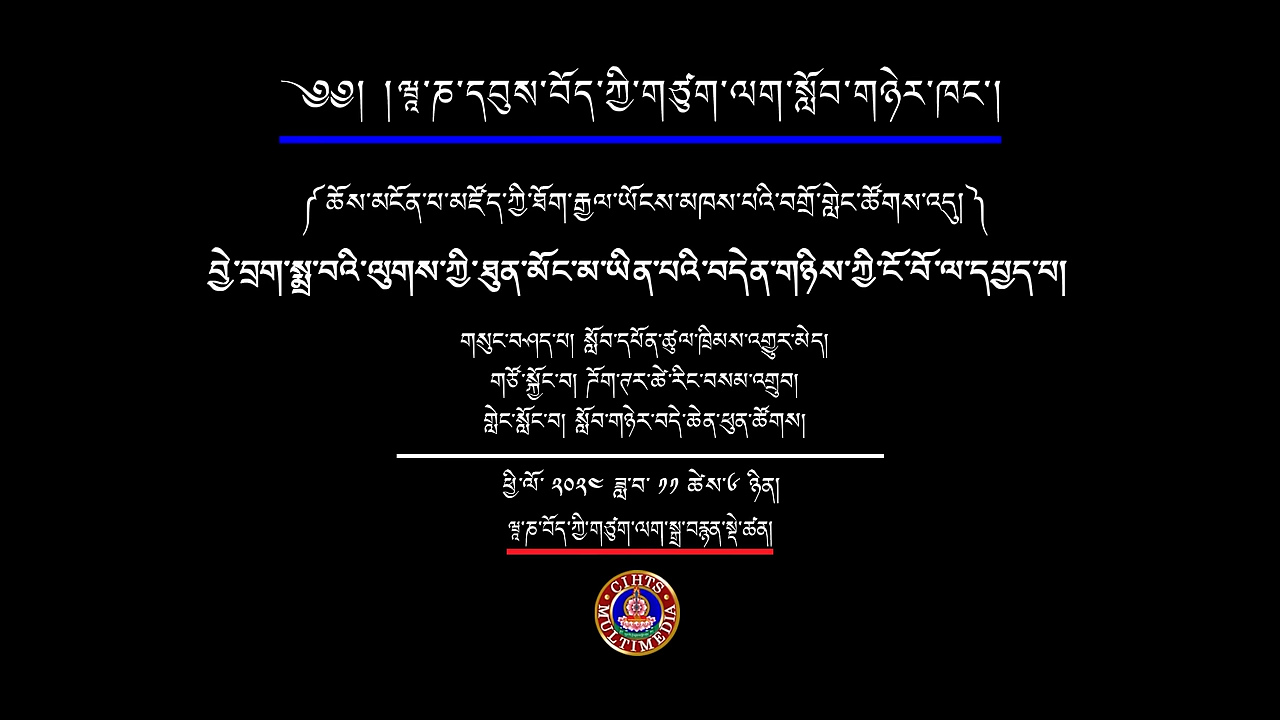 ༄༅། །ཝཱ་ཎ་དབུས་བོད་ཀྱི་གཙུག་ལག་སློབ་གཉེར་ཁང་།
༼ ཆོས་མངོན་པ་མཛོད་ཀྱི་ཐོག་རྒྱལ་ཡོངས་མཁས་པའི་བགྲོ་གླེང་ཚོགས་འདུ། ༽
བྱེ་བྲག་སྨྲ་བའི་ལུགས་ཀྱི་ཐུན་མོང་མ་ཡིན་པའི་བདེན་གཉིས་ཀྱི་ངོ་བོ་ལ་དཔྱད་པ།
གསུང་བཤད་པ། སློབ་དཔོན་ཚུལ་ཁྲིམས་འགྱུར་མེད།
གཙོ་སྐྱོང་བ། ཁོག་ཁར་ཚེ་རིང་བསམ་འགྲུབ།
གླེང་སློང་བ། སློབ་གཉེར་བདེ་ཆེན་ཕུན་ཚོགས།
ཕྱི་ལོ་ ༢༠༢༤ ཟླ་བ་ ༡༡ ཚེས་༦ ཉིན།
ཝཱ་ཎ་བོད་ཀྱི་གཙུག་ལག་སྒྲ་བརྙན་སྡེ་ཚན།
CIHTS
MULTIMEDIA